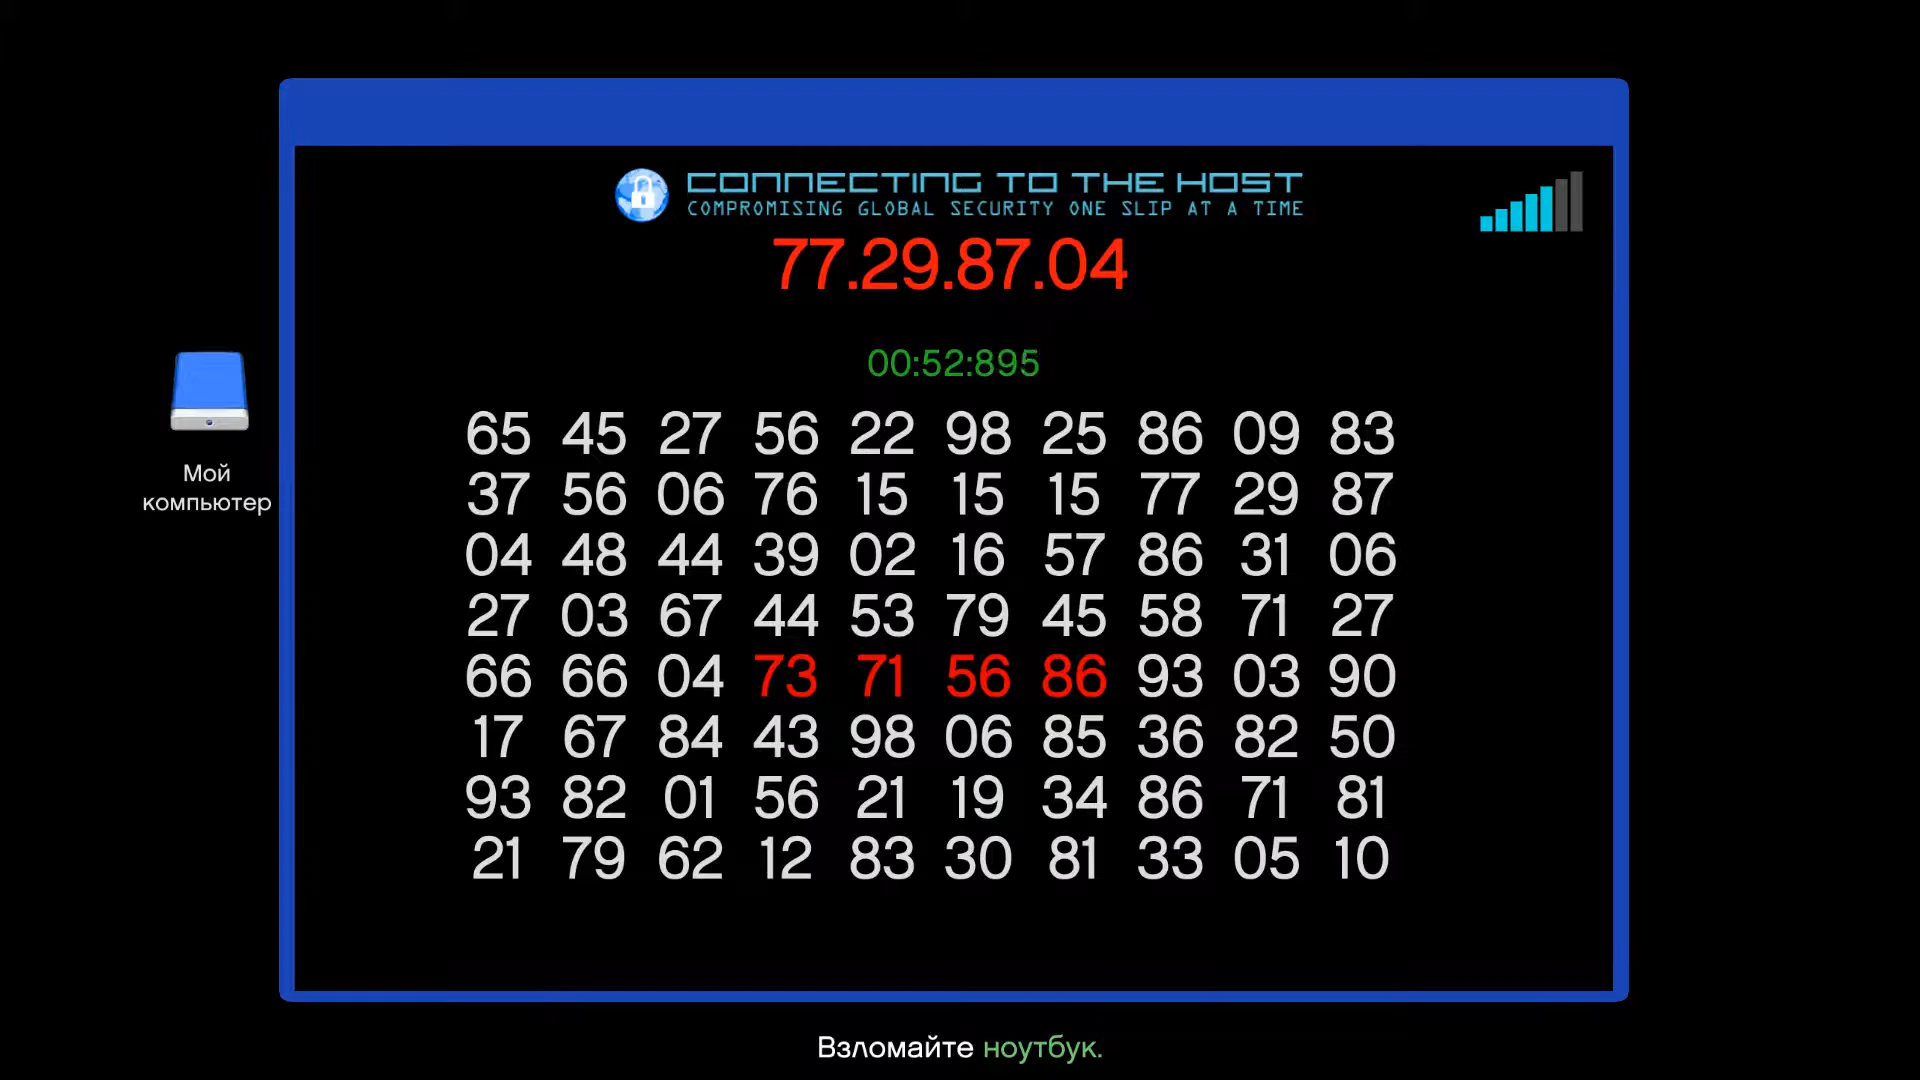 CONNECTING TO THE HOST
COMPROMISING GLOBAL SECURITY ONE SLIP AT A TIME
77.29.87.04
00:52:895
65 45 27 56 22 98 25 86 09 83
37 56 06 76 15 15 15 77 29 87
04 48 44 39 02 16 57 86 31 06
27 03 67 44 53 79 45 58 71 27
66 66 04 73 71 56 86 93 03 90
17 67 84 43 98 06 85 36 82 50
93 82 01 56 21 19 34 86 71 81
21 79 62 12 83 30 81 33 05 10
Мой
компьютер
Взломайте ноутбук.